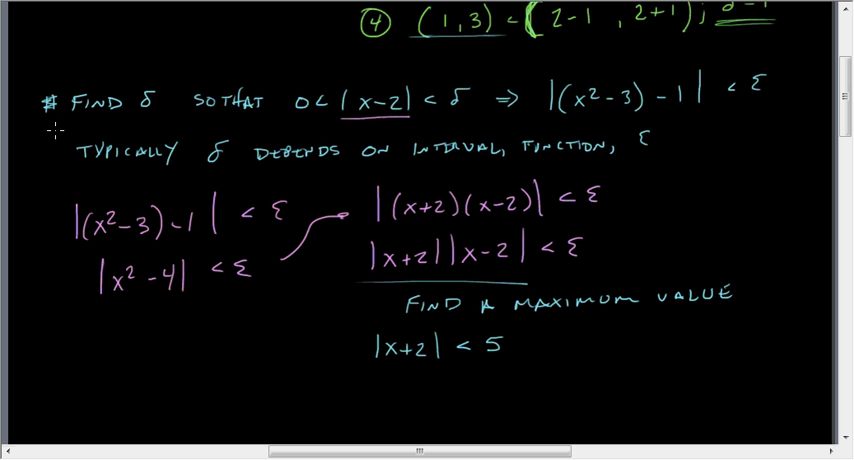 ④ (1,3) = (2-1, 2+1);
# FIND δ SO THAT 0 < |x-2| < δ ⇒ |(x²-3)-1| < ε
TYPICALLY δ DEPENDS ON INTERVAL, FUNCTION, ε
|(x²-3)-1| < ε
|x²-4| < ε
|(x+2)(x-2)| < ε
|x+2||x-2| < ε
FIND A MAXIMUM VALUE
|x+2| < 5